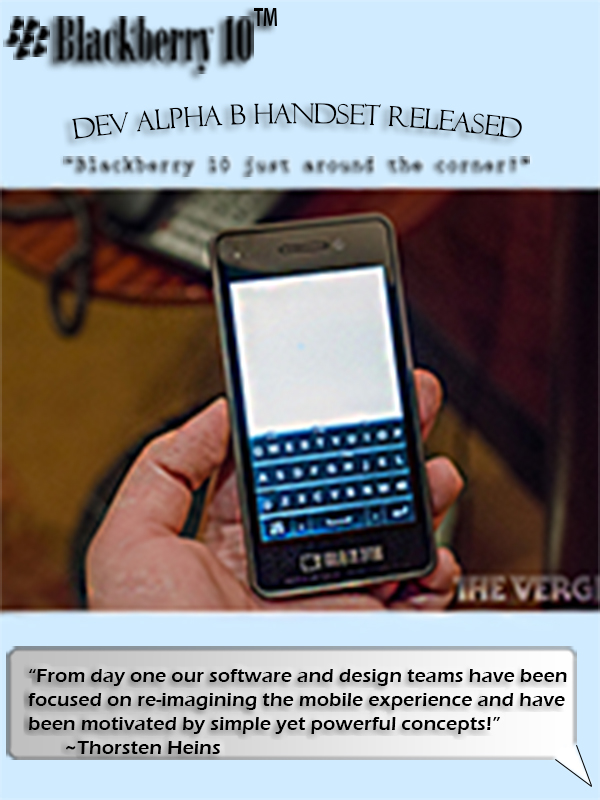 Blackberry 10™
DEV ALPHA B HANDSET RELEASED
"Blackberry 10 just around the corner!"
THE VERG
“From day one our software and design teams have been
focused on re-imagining the mobile experience and have
been motivated by simple yet powerful concepts!”
~Thorsten Heins